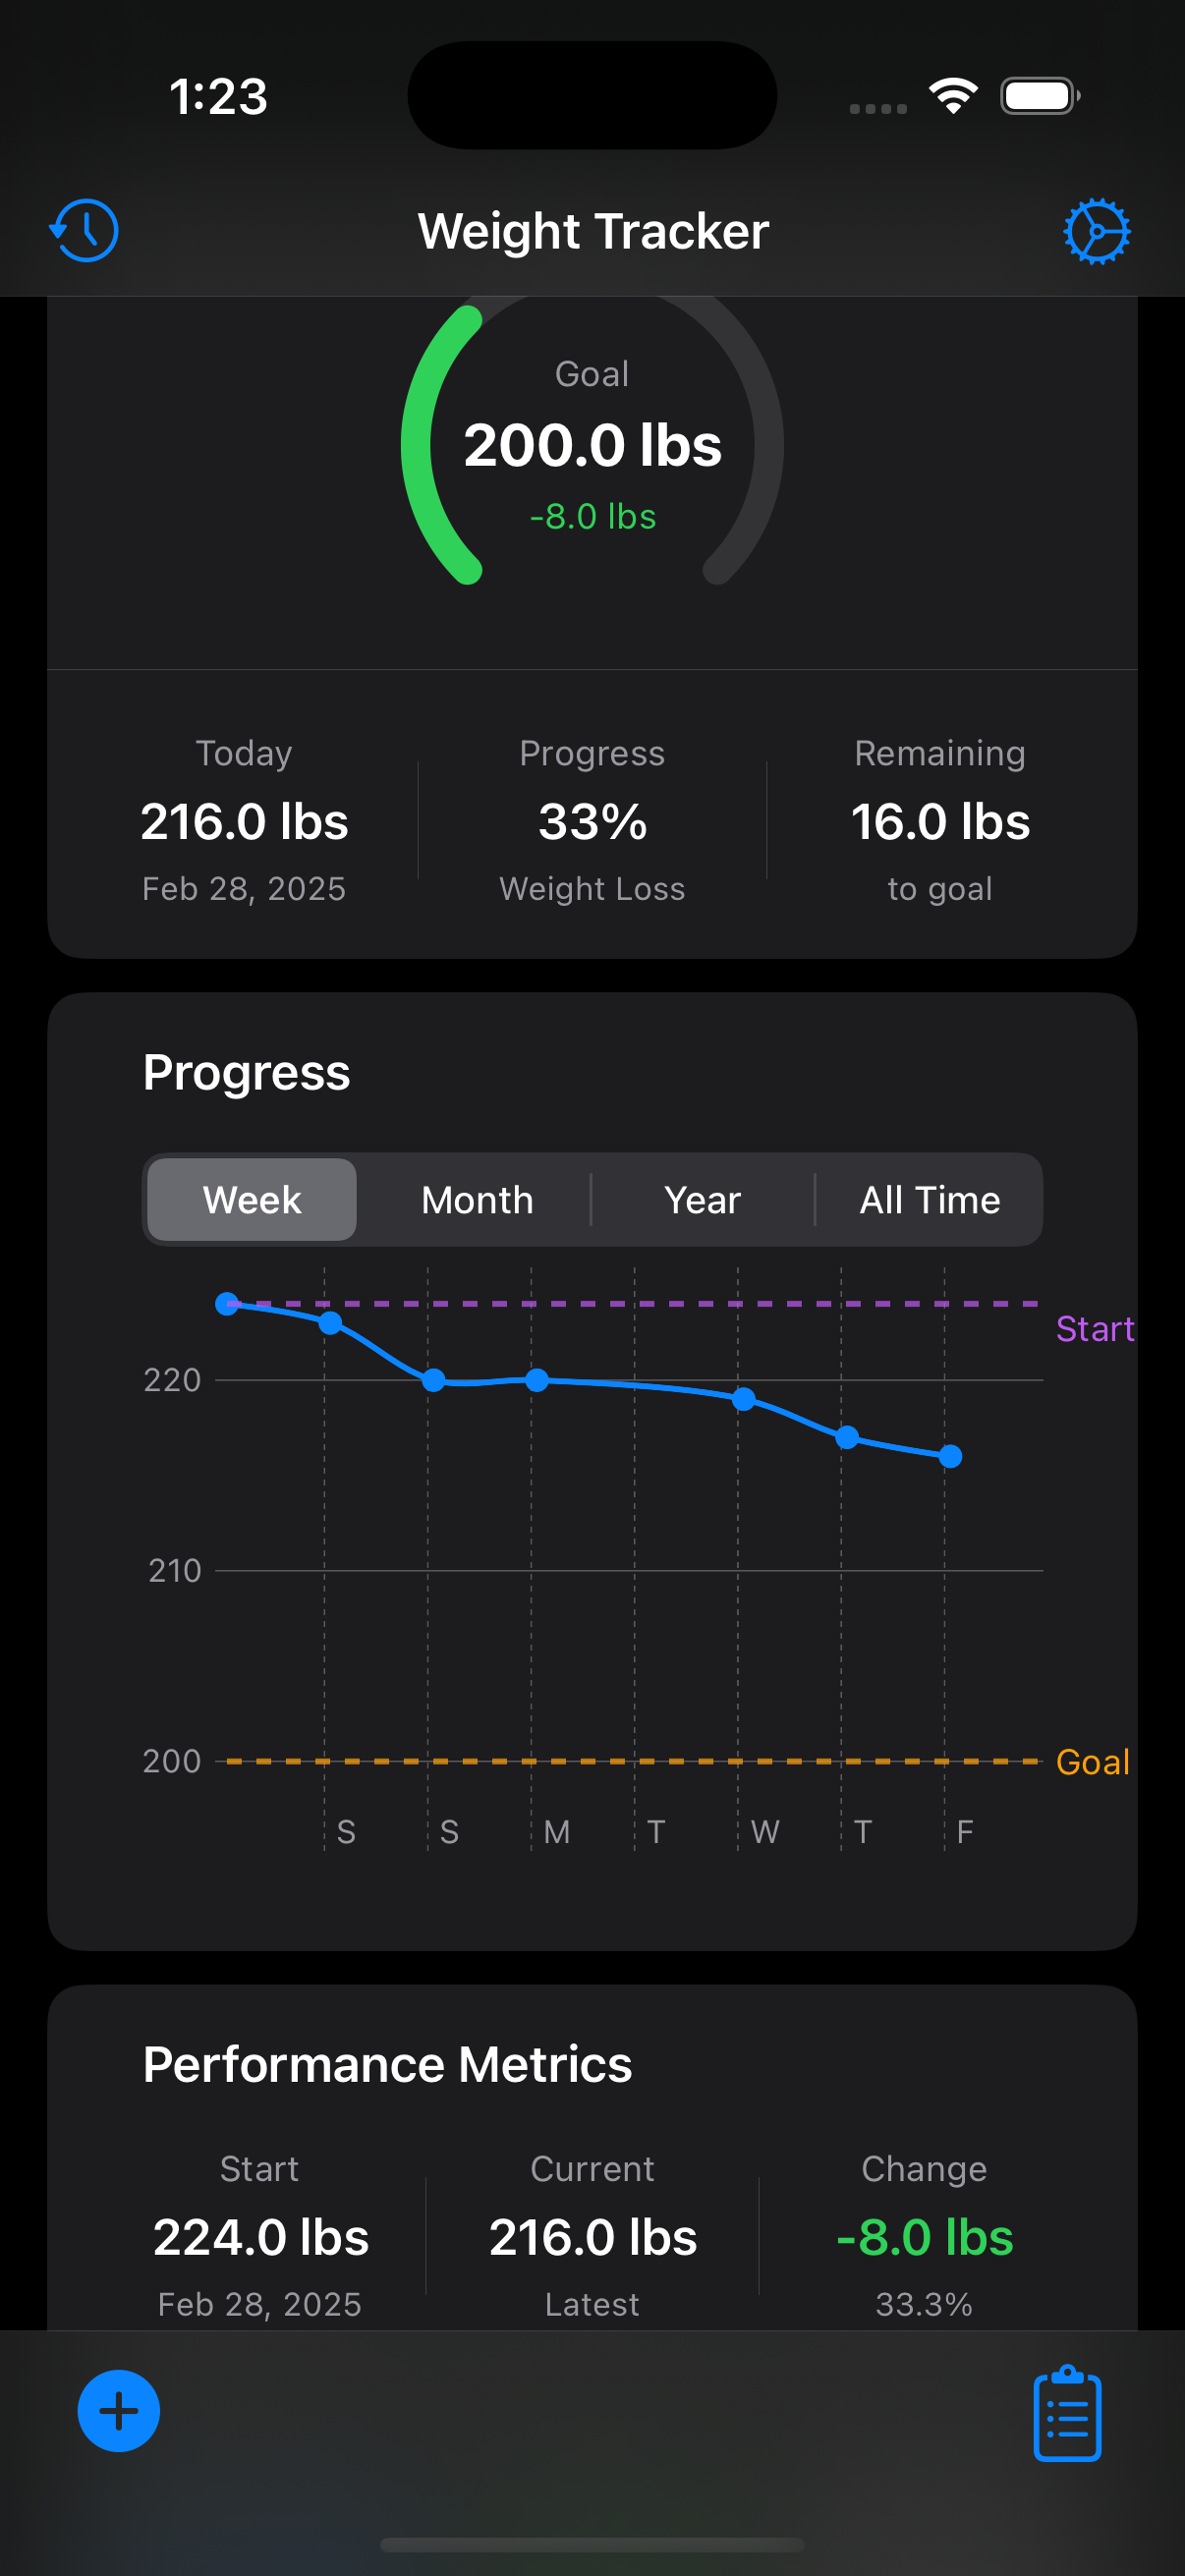 1:23
Weight Tracker
Goal
200.0 lbs
-8.0 lbs
Today
216.0 lbs
Feb 28, 2025
Progress
33%
Weight Loss
Remaining
16.0 lbs
to goal
Progress
Week Month Year All Time
Start
220
210
200
Goal
S S M T W T F
Performance Metrics
Start
224.0 lbs
Feb 28, 2025
Current
216.0 lbs
Latest
Change
-8.0 lbs
33.3%